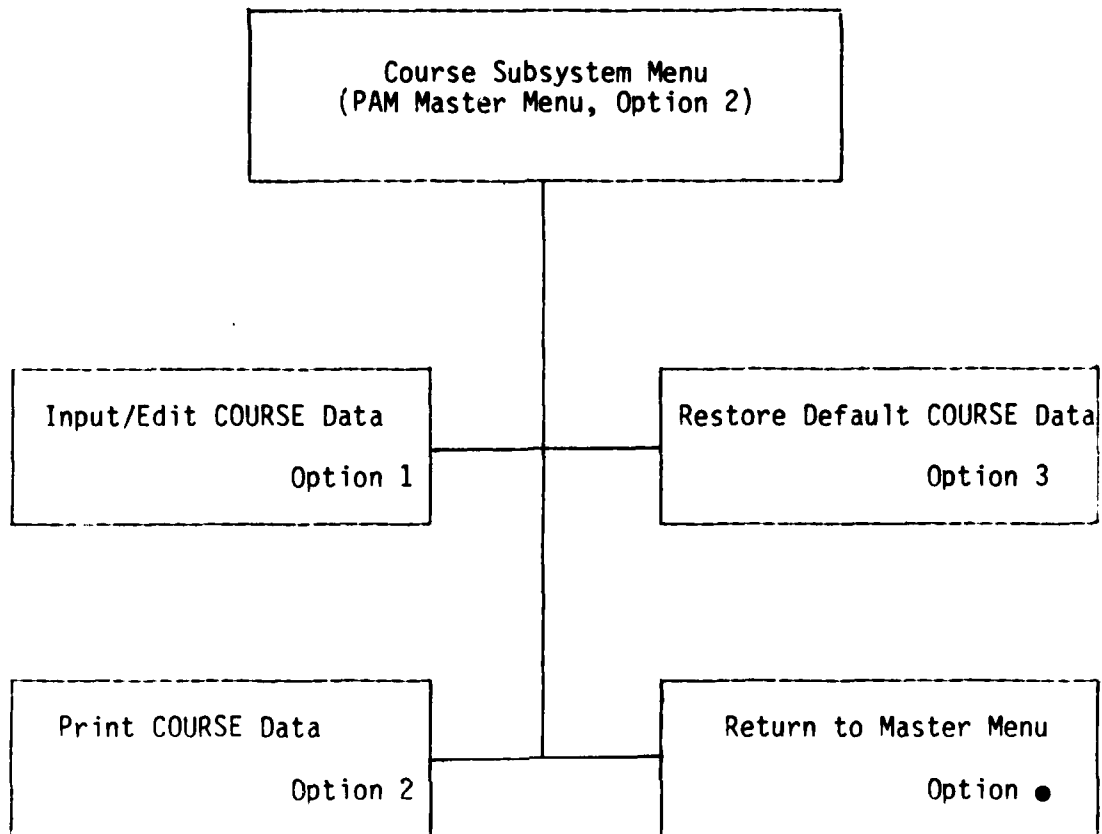 Course Subsystem Menu
(PAM Master Menu, Option 2)
Input/Edit COURSE Data
Option 1
Restore Default COURSE Data
Option 3
Print COURSE Data
Option 2
Return to Master Menu
Option ●